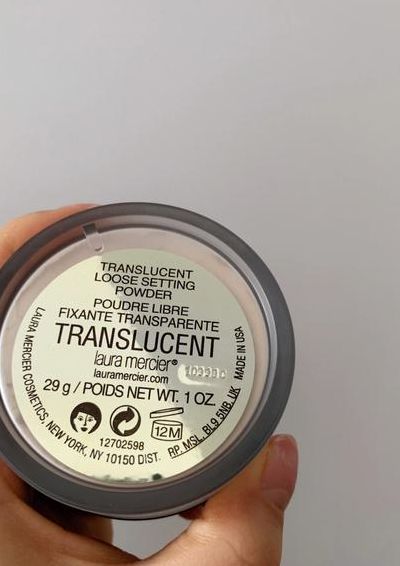 TRANSLUCENT
LOOSE SETTING
POWDER
POUDRE LIBRE
FIXANTE TRANSPARENTE
TRANSLUCENT
laura mercier®
lauramercier.com
29 g / POIDS NET WT. 1 OZ.
12M
12702598
LAURA MERCIER COSMETICS, NEW YORK, NY 10150 DIST.
RP. MSL, BL9 5NB, UK
MADE IN USA